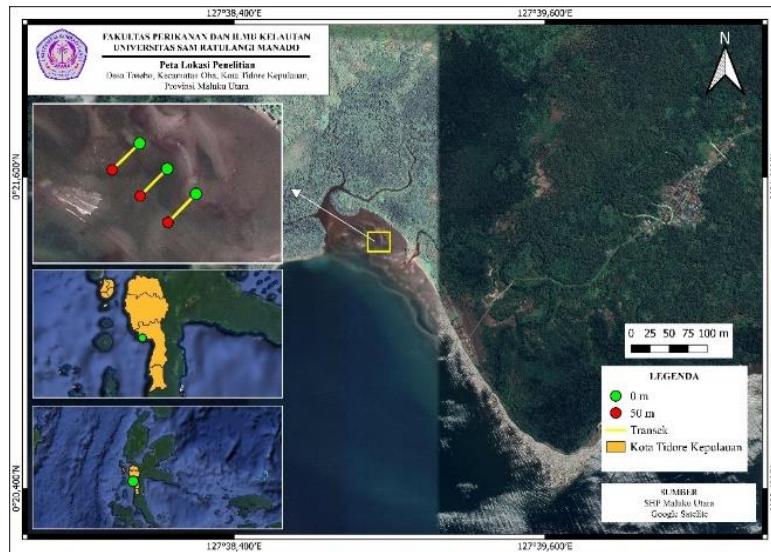 127°38,400'E
127°39,600'E
FAKULTAS PERIKANAN DAN ILMU KELAUTAN
UNIVERSITAS SAM RATULANGI MANADO
Peta Lokasi Penelitian
Desa Toseho, Kecamatan Oba, Kota Tidore Kepulauan,
Provinsi Maluku Utara
N
0°21,600'N
0°20,400'N
0 25 50 75 100 m
LEGENDA
0 m
50 m
Transek
Kota Tidore Kepulauan
SUMBER
SHP Maluku Utara
Google Satellite
127°38,400'E
127°39,600'E